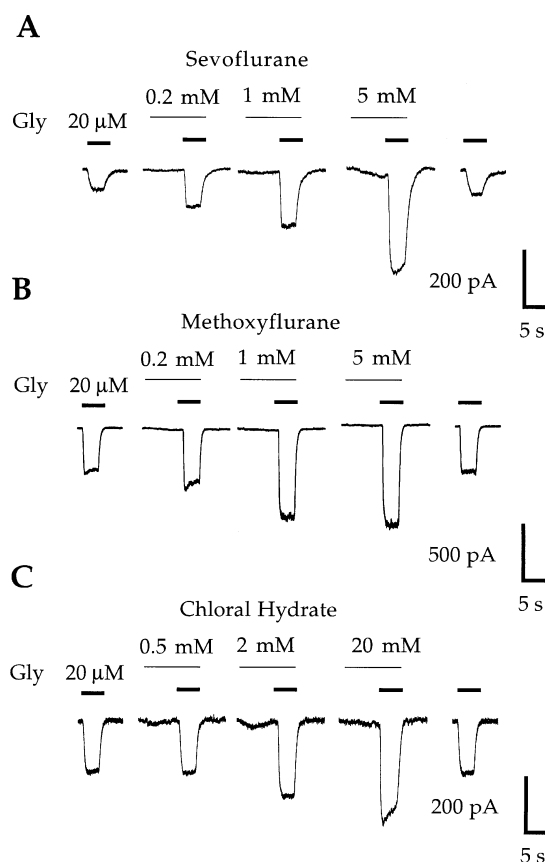 A
Sevoflurane
0.2 mM 1 mM 5 mM
Gly 20 µM
200 pA
5 s
B
Methoxyflurane
0.2 mM 1 mM 5 mM
Gly 20 µM
500 pA
5 s
C
Chloral Hydrate
0.5 mM 2 mM 20 mM
Gly 20 µM
200 pA
5 s